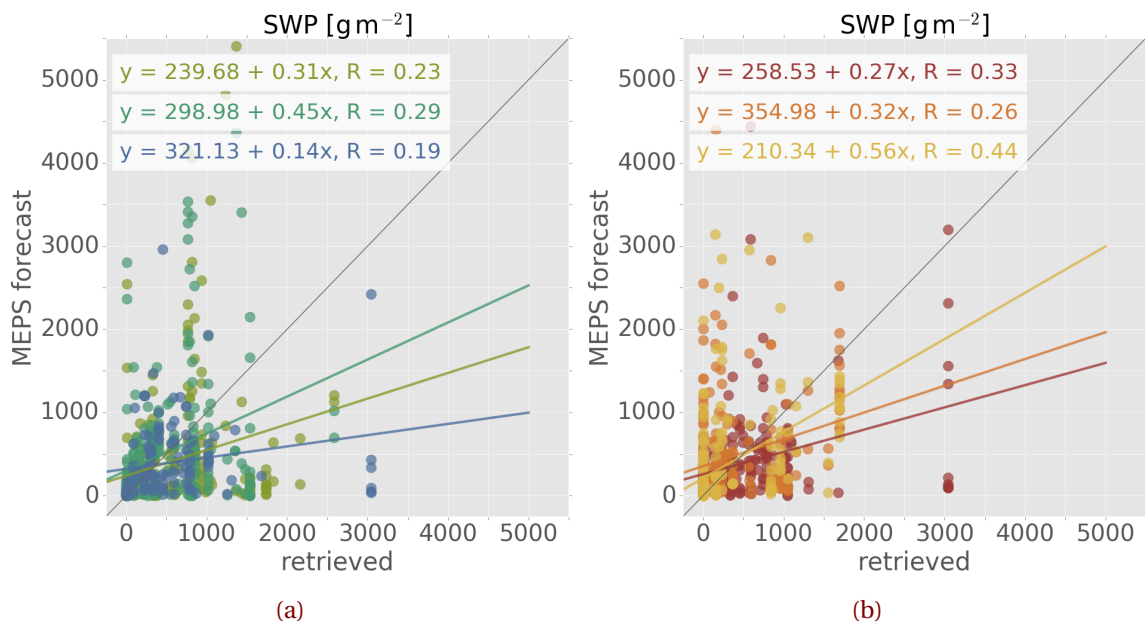 SWP [g m⁻²]
y = 239.68 + 0.31x, R = 0.23
y = 298.98 + 0.45x, R = 0.29
y = 321.13 + 0.14x, R = 0.19
5000
4000
3000
2000
1000
0
MEPS forecast
0 1000 2000 3000 4000 5000
retrieved
(a)
SWP [g m⁻²]
y = 258.53 + 0.27x, R = 0.33
y = 354.98 + 0.32x, R = 0.26
y = 210.34 + 0.56x, R = 0.44
5000
4000
3000
2000
1000
0
MEPS forecast
0 1000 2000 3000 4000 5000
retrieved
(b)